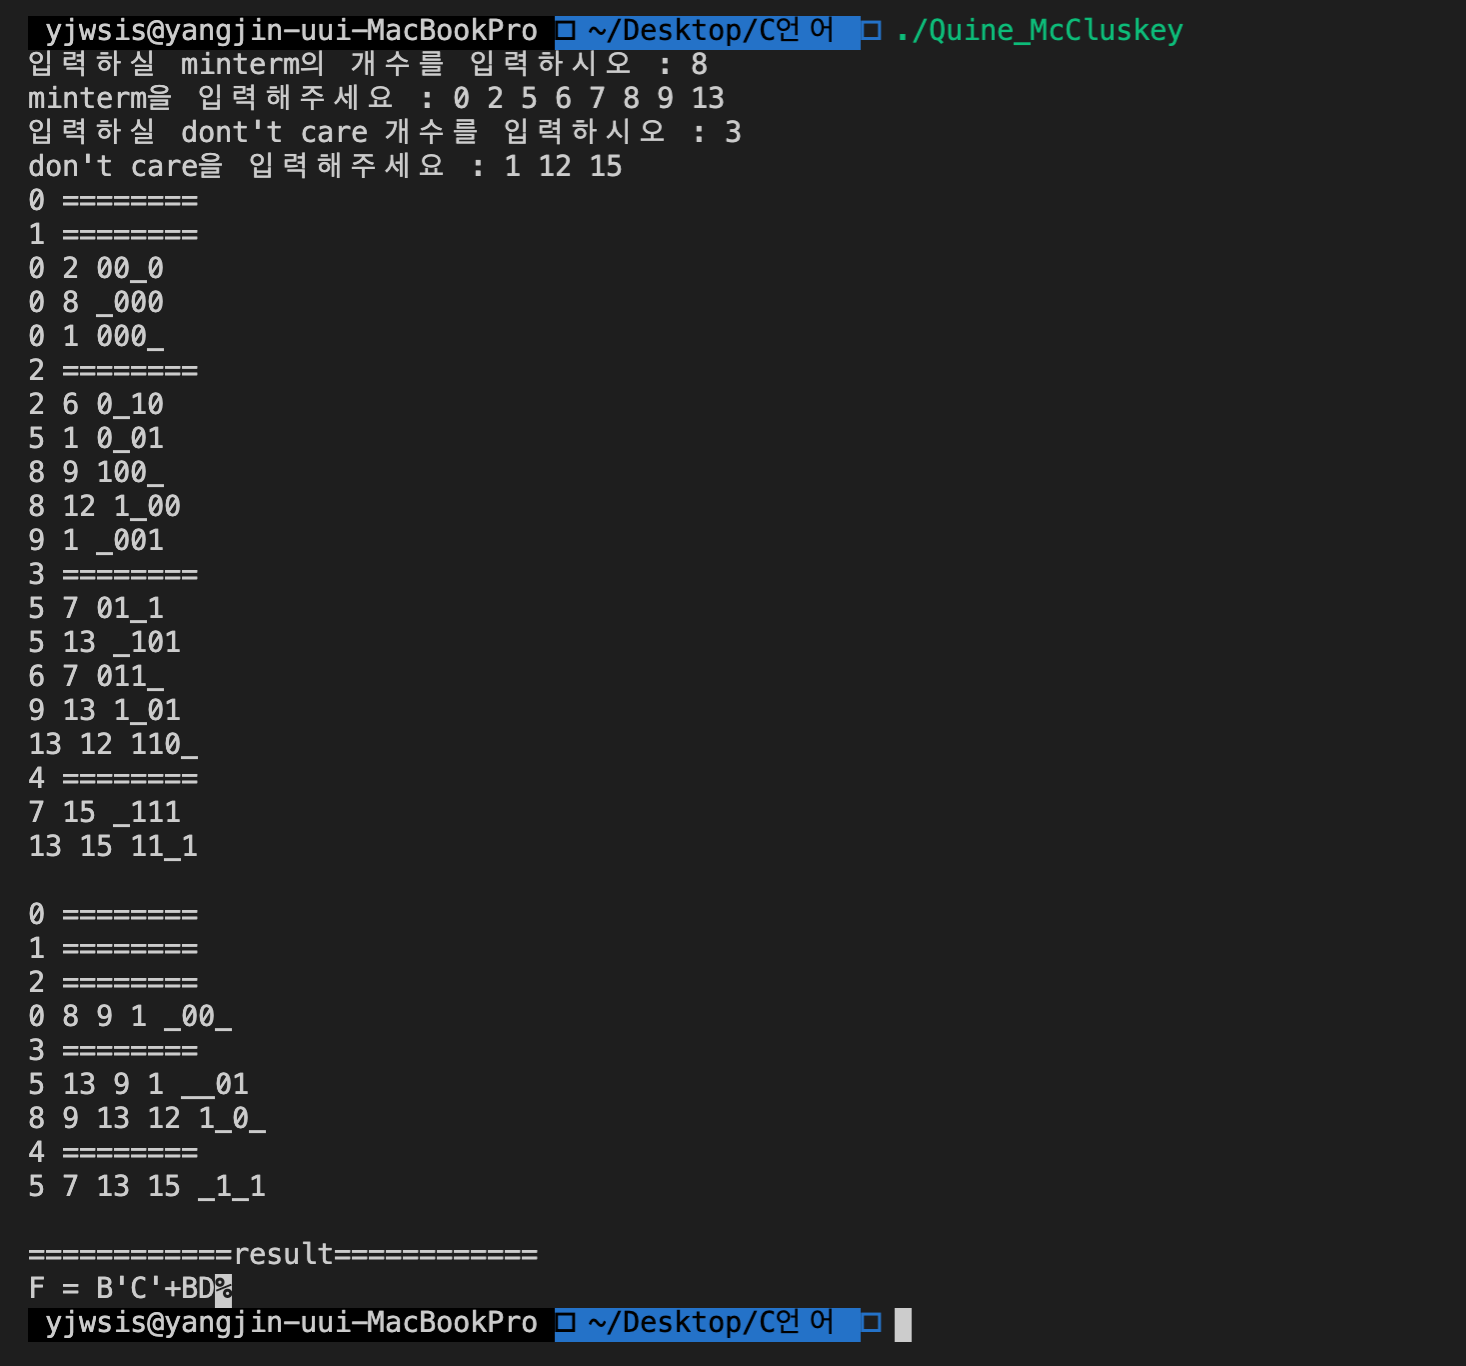 yjwsis@yangjin-uui-MacBookPro ~/Desktop/C언어 ./Quine_McCluskey
입력하실 minterm의 개수를 입력하시오 : 8
minterm을 입력해주세요 : 0 2 5 6 7 8 9 13
입력하실 dont't care 개수를 입력하시오 : 3
don't care을 입력해주세요 : 1 12 15
0 ========
1 ========
0 2 00_0
0 8 _000
0 1 000_
2 ========
2 6 0_10
5 1 0_01
8 9 100_
8 12 1_00
9 1 _001
3 ========
5 7 01_1
5 13 _101
6 7 011_
9 13 1_01
13 12 110_
4 ========
7 15 _111
13 15 11_1
0 ========
1 ========
2 ========
0 8 9 1 _00_
3 ========
5 13 9 1 __01
8 9 13 12 1_0_
4 ========
5 7 13 15 _1_1
============result============
F = B'C'+BD%
yjwsis@yangjin-uui-MacBookPro ~/Desktop/C언어